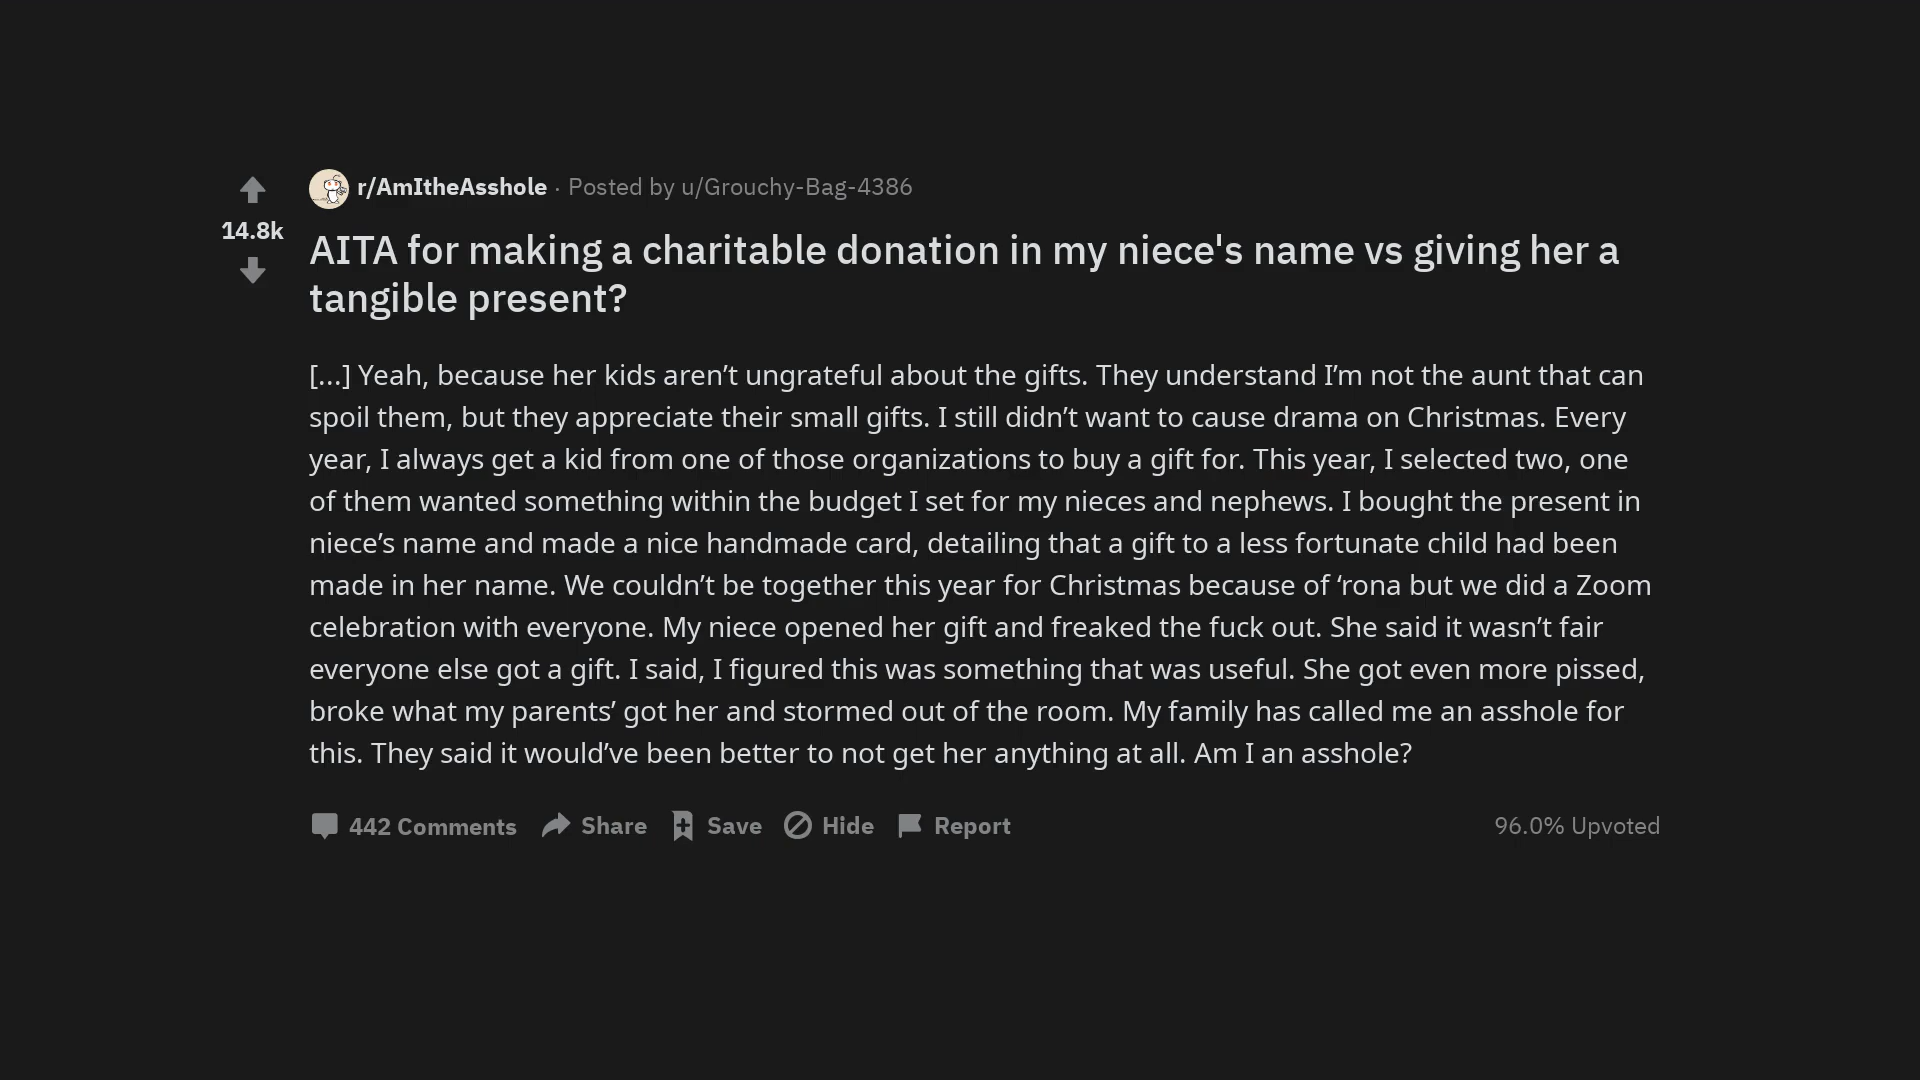 r/AmItheAsshole · Posted by u/Grouchy-Bag-4386
14.8k
AITA for making a charitable donation in my niece's name vs giving her a
tangible present?
[...] Yeah, because her kids aren’t ungrateful about the gifts. They understand I’m not the aunt that can
spoil them, but they appreciate their small gifts. I still didn’t want to cause drama on Christmas. Every
year, I always get a kid from one of those organizations to buy a gift for. This year, I selected two, one
of them wanted something within the budget I set for my nieces and nephews. I bought the present in
niece’s name and made a nice handmade card, detailing that a gift to a less fortunate child had been
made in her name. We couldn’t be together this year for Christmas because of ‘rona but we did a Zoom
celebration with everyone. My niece opened her gift and freaked the fuck out. She said it wasn’t fair
everyone else got a gift. I said, I figured this was something that was useful. She got even more pissed,
broke what my parents’ got her and stormed out of the room. My family has called me an asshole for
this. They said it would’ve been better to not get her anything at all. Am I an asshole?
442 Comments Share Save Hide Report 96.0% Upvoted